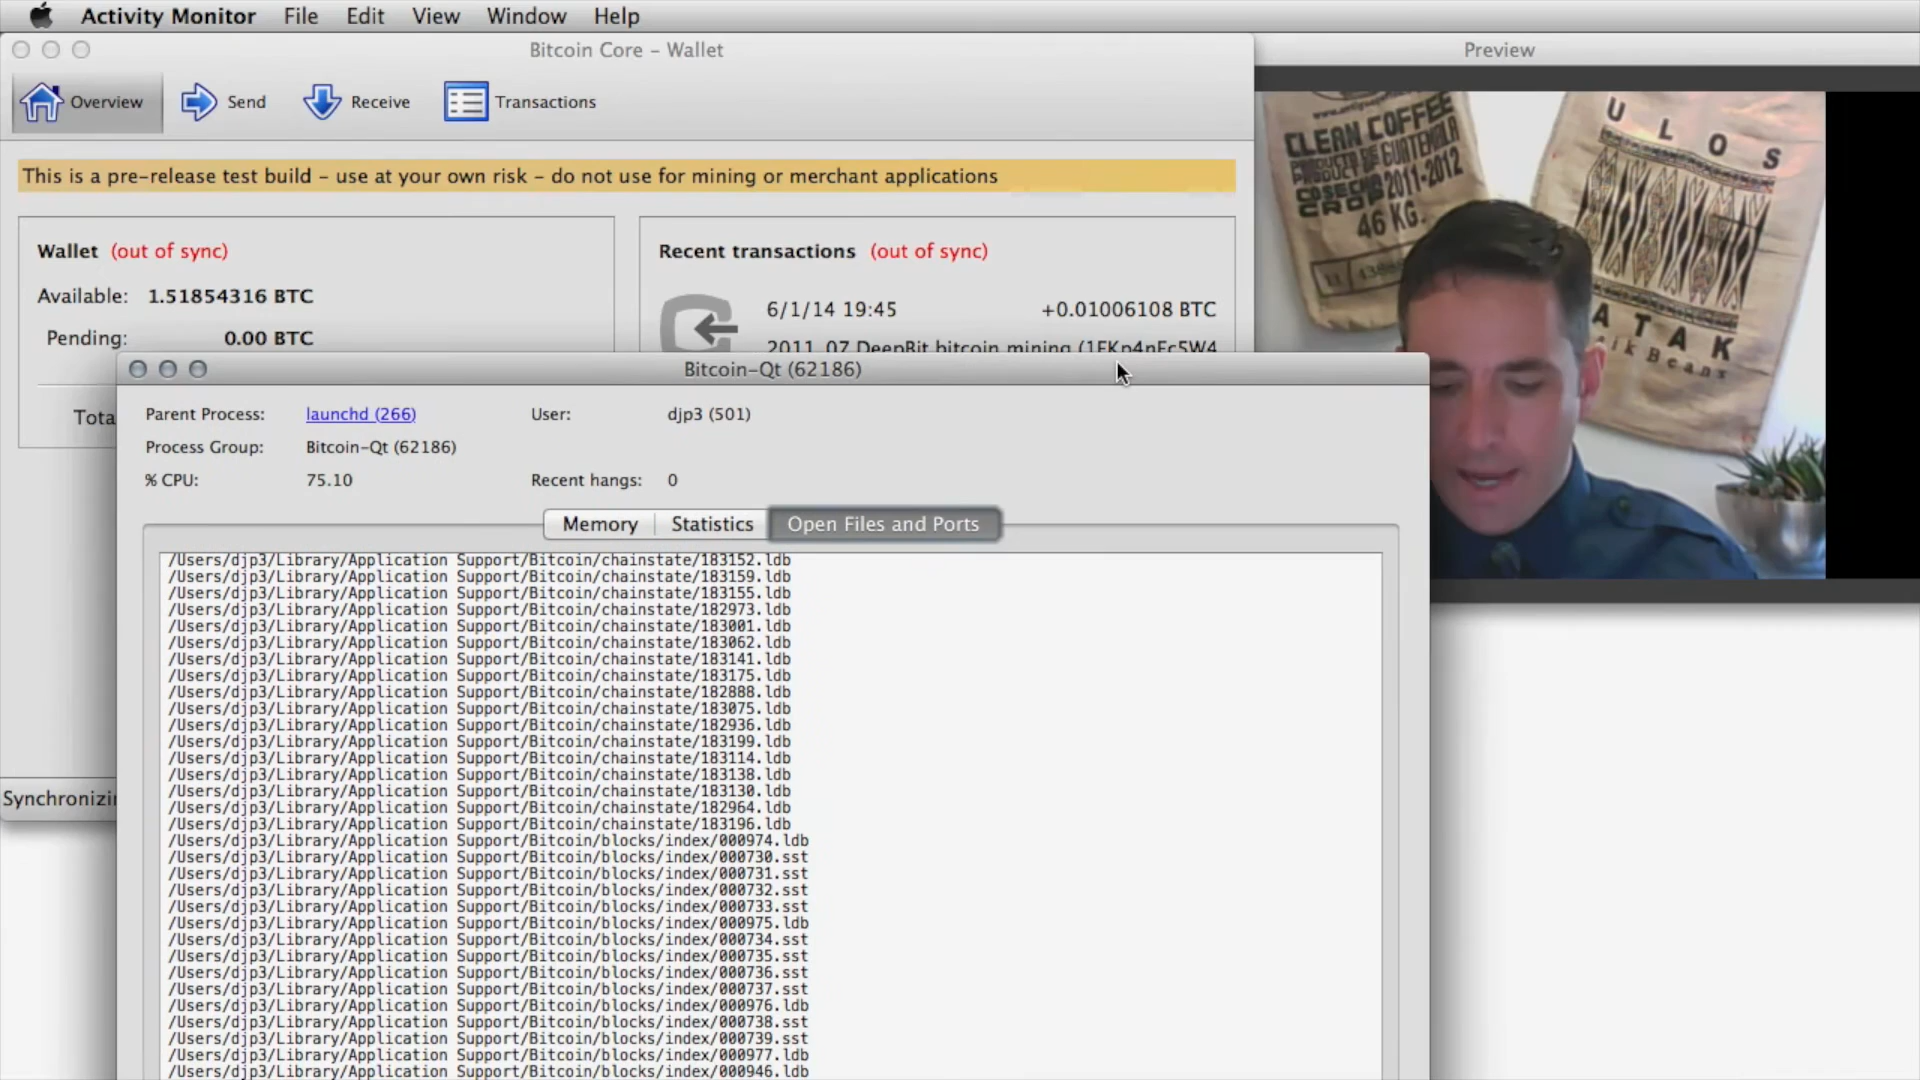 Activity Monitor File Edit View Window Help
Bitcoin Core – Wallet
Preview
Overview Send Receive Transactions
This is a pre-release test build – use at your own risk – do not use for mining or merchant applications
Wallet (out of sync)
Available: 1.51854316 BTC
Pending: 0.00 BTC
Tota
Recent transactions (out of sync)
6/1/14 19:45 +0.01006108 BTC
2011 07 DeepBit bitcoin mining
Synchronizi
Bitcoin-Qt (62186)
Parent Process: launchd (266) User: djp3 (501)
Process Group: Bitcoin-Qt (62186)
% CPU: 75.10 Recent hangs: 0
Memory Statistics Open Files and Ports
/Users/djp3/Library/Application Support/Bitcoin/chainstate/183152.ldb
/Users/djp3/Library/Application Support/Bitcoin/chainstate/183159.ldb
/Users/djp3/Library/Application Support/Bitcoin/chainstate/183155.ldb
/Users/djp3/Library/Application Support/Bitcoin/chainstate/182973.ldb
/Users/djp3/Library/Application Support/Bitcoin/chainstate/183001.ldb
/Users/djp3/Library/Application Support/Bitcoin/chainstate/183062.ldb
/Users/djp3/Library/Application Support/Bitcoin/chainstate/183141.ldb
/Users/djp3/Library/Application Support/Bitcoin/chainstate/183175.ldb
/Users/djp3/Library/Application Support/Bitcoin/chainstate/182888.ldb
/Users/djp3/Library/Application Support/Bitcoin/chainstate/183075.ldb
/Users/djp3/Library/Application Support/Bitcoin/chainstate/182936.ldb
/Users/djp3/Library/Application Support/Bitcoin/chainstate/183199.ldb
/Users/djp3/Library/Application Support/Bitcoin/chainstate/183114.ldb
/Users/djp3/Library/Application Support/Bitcoin/chainstate/183138.ldb
/Users/djp3/Library/Application Support/Bitcoin/chainstate/183130.ldb
/Users/djp3/Library/Application Support/Bitcoin/chainstate/182964.ldb
/Users/djp3/Library/Application Support/Bitcoin/chainstate/183196.ldb
/Users/djp3/Library/Application Support/Bitcoin/blocks/index/000974.ldb
/Users/djp3/Library/Application Support/Bitcoin/blocks/index/000730.sst
/Users/djp3/Library/Application Support/Bitcoin/blocks/index/000731.sst
/Users/djp3/Library/Application Support/Bitcoin/blocks/index/000732.sst
/Users/djp3/Library/Application Support/Bitcoin/blocks/index/000733.sst
/Users/djp3/Library/Application Support/Bitcoin/blocks/index/000975.ldb
/Users/djp3/Library/Application Support/Bitcoin/blocks/index/000734.sst
/Users/djp3/Library/Application Support/Bitcoin/blocks/index/000735.sst
/Users/djp3/Library/Application Support/Bitcoin/blocks/index/000736.sst
/Users/djp3/Library/Application Support/Bitcoin/blocks/index/000737.sst
/Users/djp3/Library/Application Support/Bitcoin/blocks/index/000976.ldb
/Users/djp3/Library/Application Support/Bitcoin/blocks/index/000738.sst
/Users/djp3/Library/Application Support/Bitcoin/blocks/index/000739.sst
/Users/djp3/Library/Application Support/Bitcoin/blocks/index/000977.ldb
/Users/djp3/Library/Application Support/Bitcoin/blocks/index/000946.ldb
CLEAN COFFEE
PRODUCT DE GUATEMALA
COSECHA 2011-2012
CROP
46 KG.
11
ULOS
ATAK
Beans